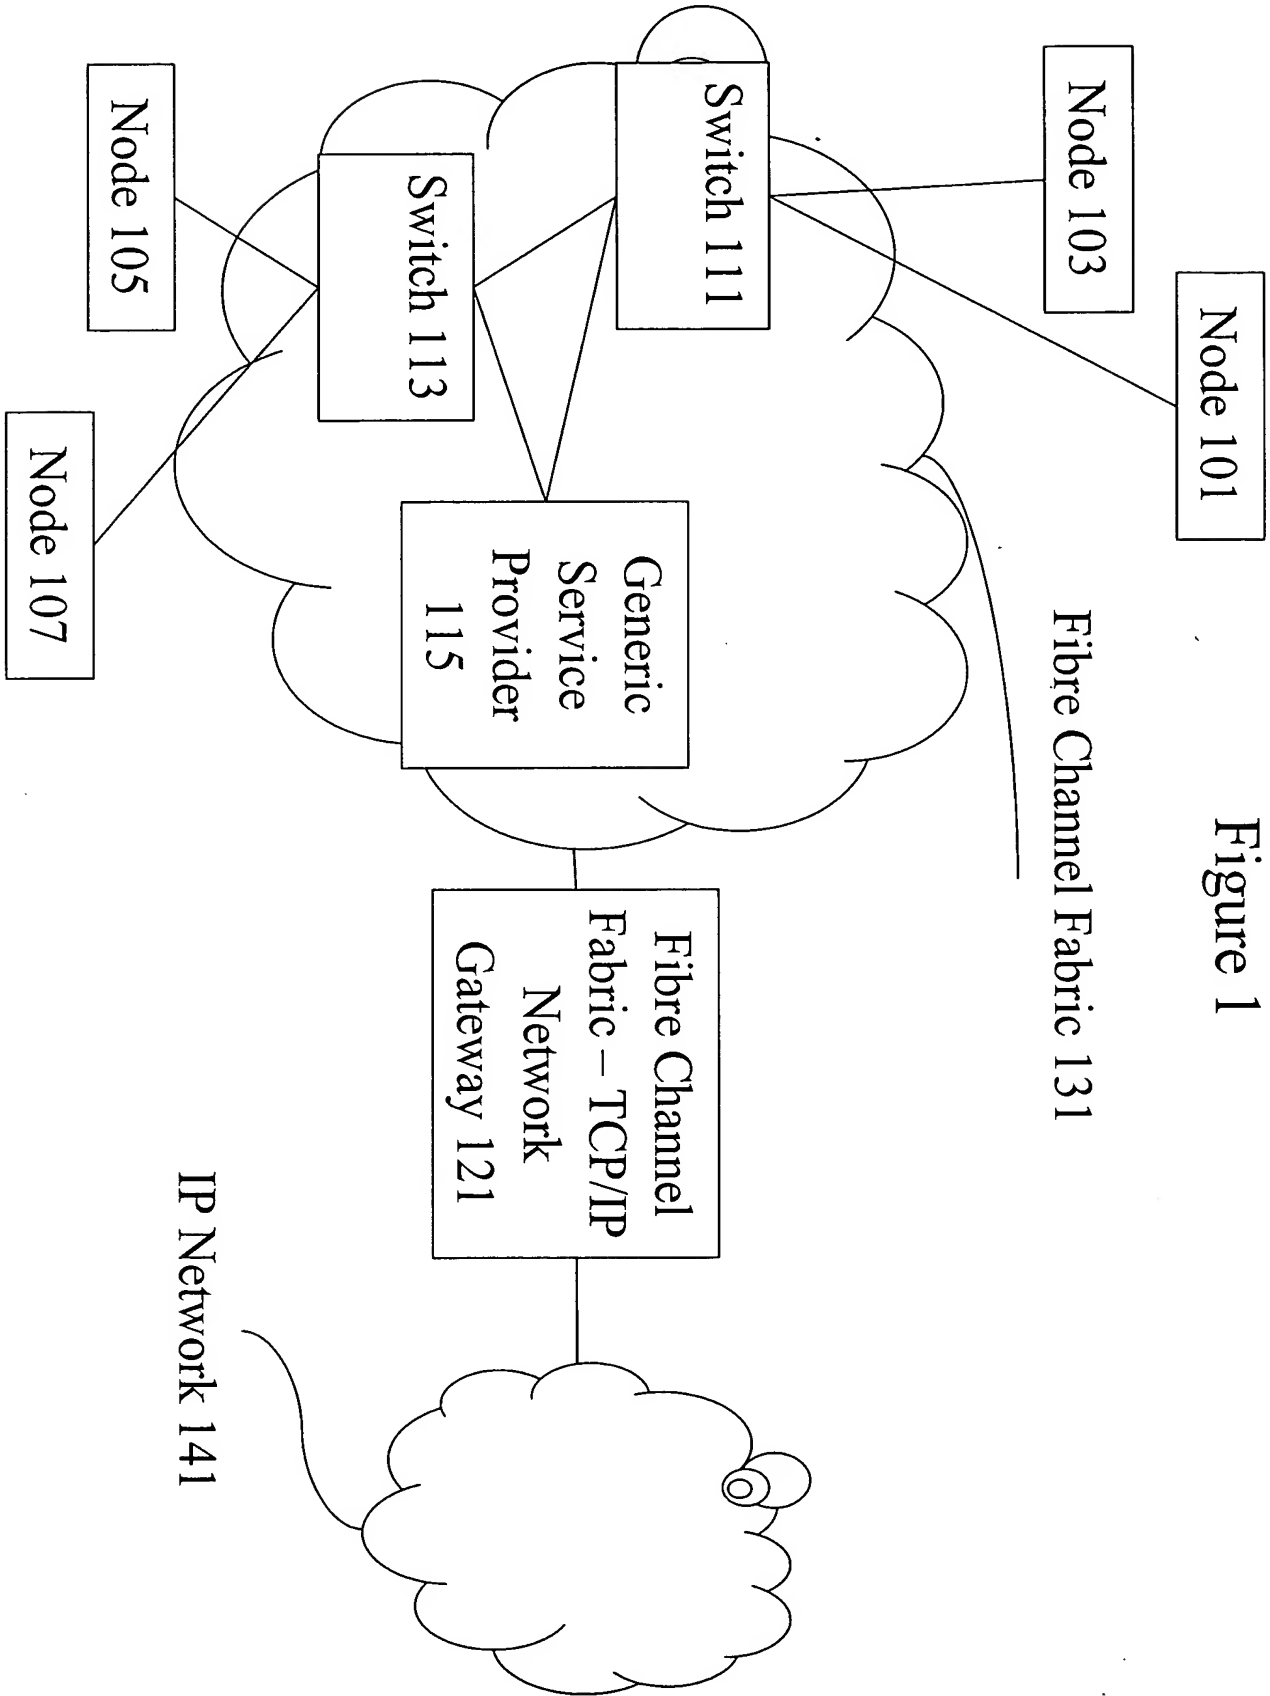 Figure 1
Node 101
Node 103
Fibre Channel Fabric 131
Switch 111
Generic
Service
Provider
115
Fibre Channel
Fabric – TCP/IP
Network
Gateway 121
Switch 113
Node 105
IP Network 141
Node 107